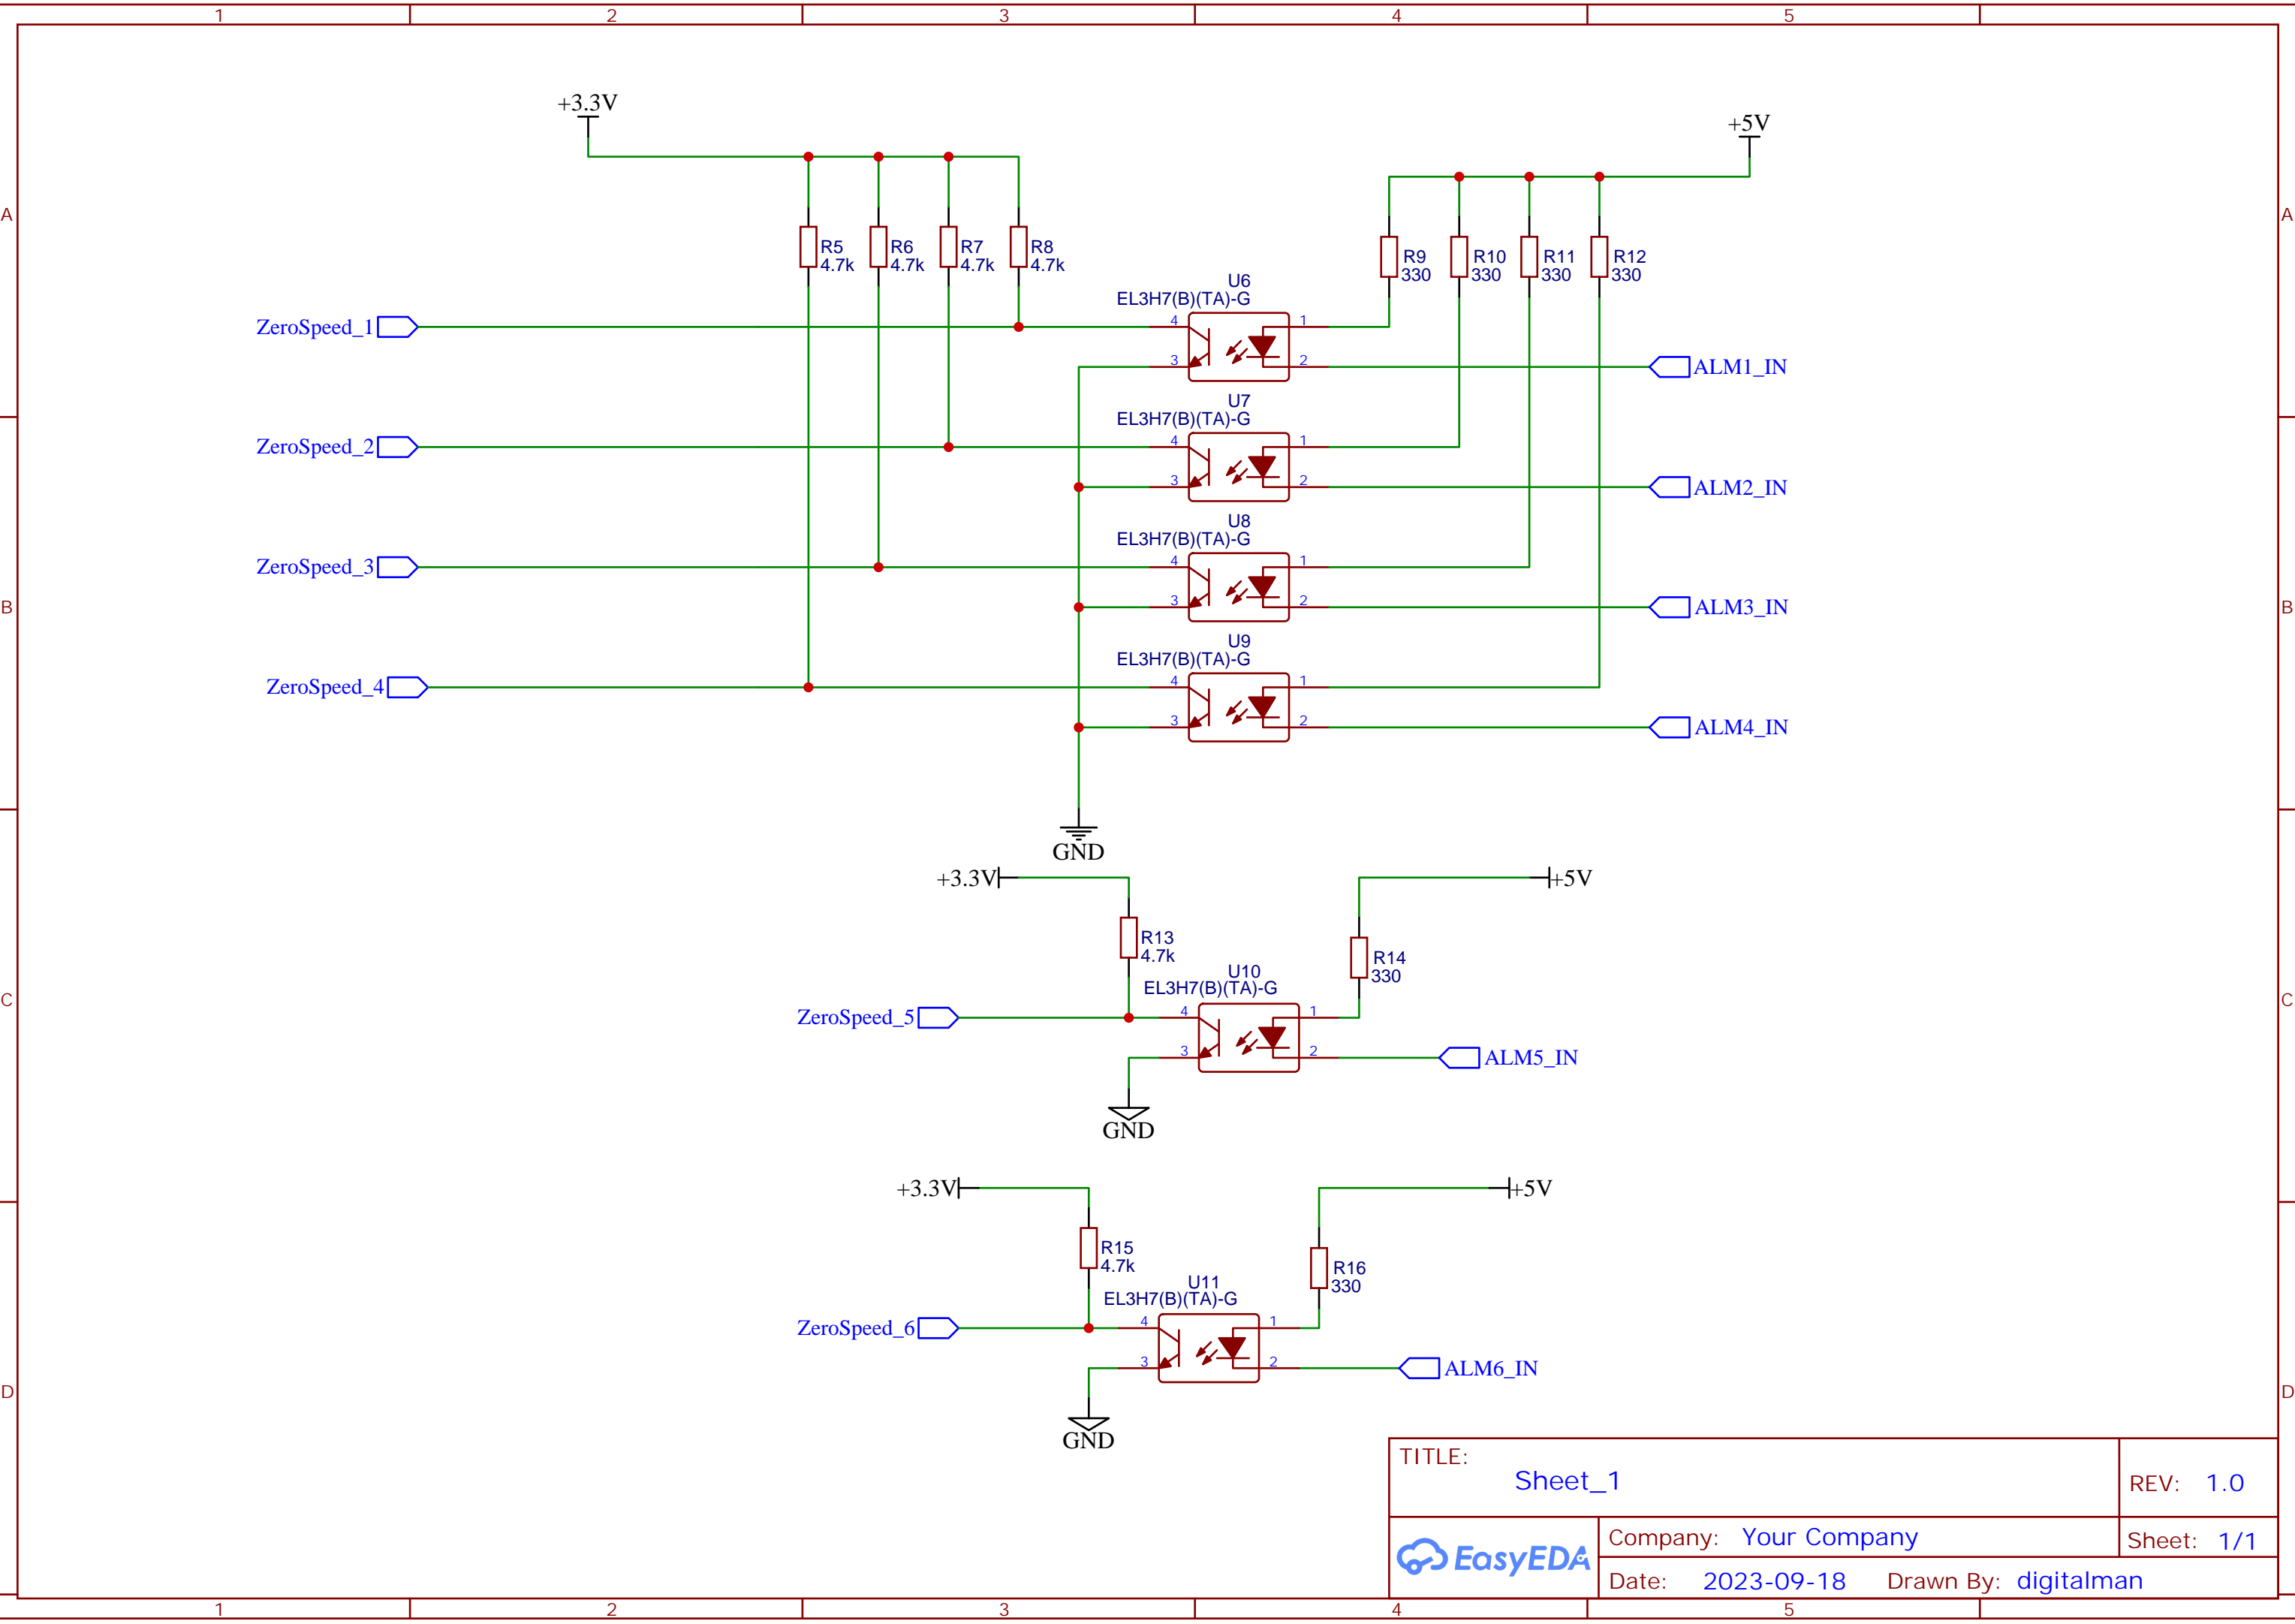 1 2 3 4 5
+3.3V
+5V
A A
R5 R6 R7 R8
4.7k 4.7k 4.7k 4.7k
R9 R10 R11 R12
330 330 330 330
U6
EL3H7(B)(TA)-G
ZeroSpeed_1 4 1
3 2 ALM1_IN
U7
EL3H7(B)(TA)-G
ZeroSpeed_2 4 1
3 2 ALM2_IN
U8
EL3H7(B)(TA)-G
ZeroSpeed_3 4 1
B 3 2 ALM3_IN B
U9
EL3H7(B)(TA)-G
ZeroSpeed_4 4 1
3 2 ALM4_IN
GND
+3.3V +5V
R13
4.7k
R14
330
U10
EL3H7(B)(TA)-G
C C
ZeroSpeed_5 4 1
3 2 ALM5_IN
GND
+3.3V +5V
R15
4.7k
R16
330
U11
EL3H7(B)(TA)-G
ZeroSpeed_6 4 1
3 2 ALM6_IN
D D
GND
TITLE:
Sheet_1
REV: 1.0
EasyEDA
Company: Your Company
Sheet: 1/1
Date: 2023-09-18 Drawn By: digitalman
1 2 3 4 5